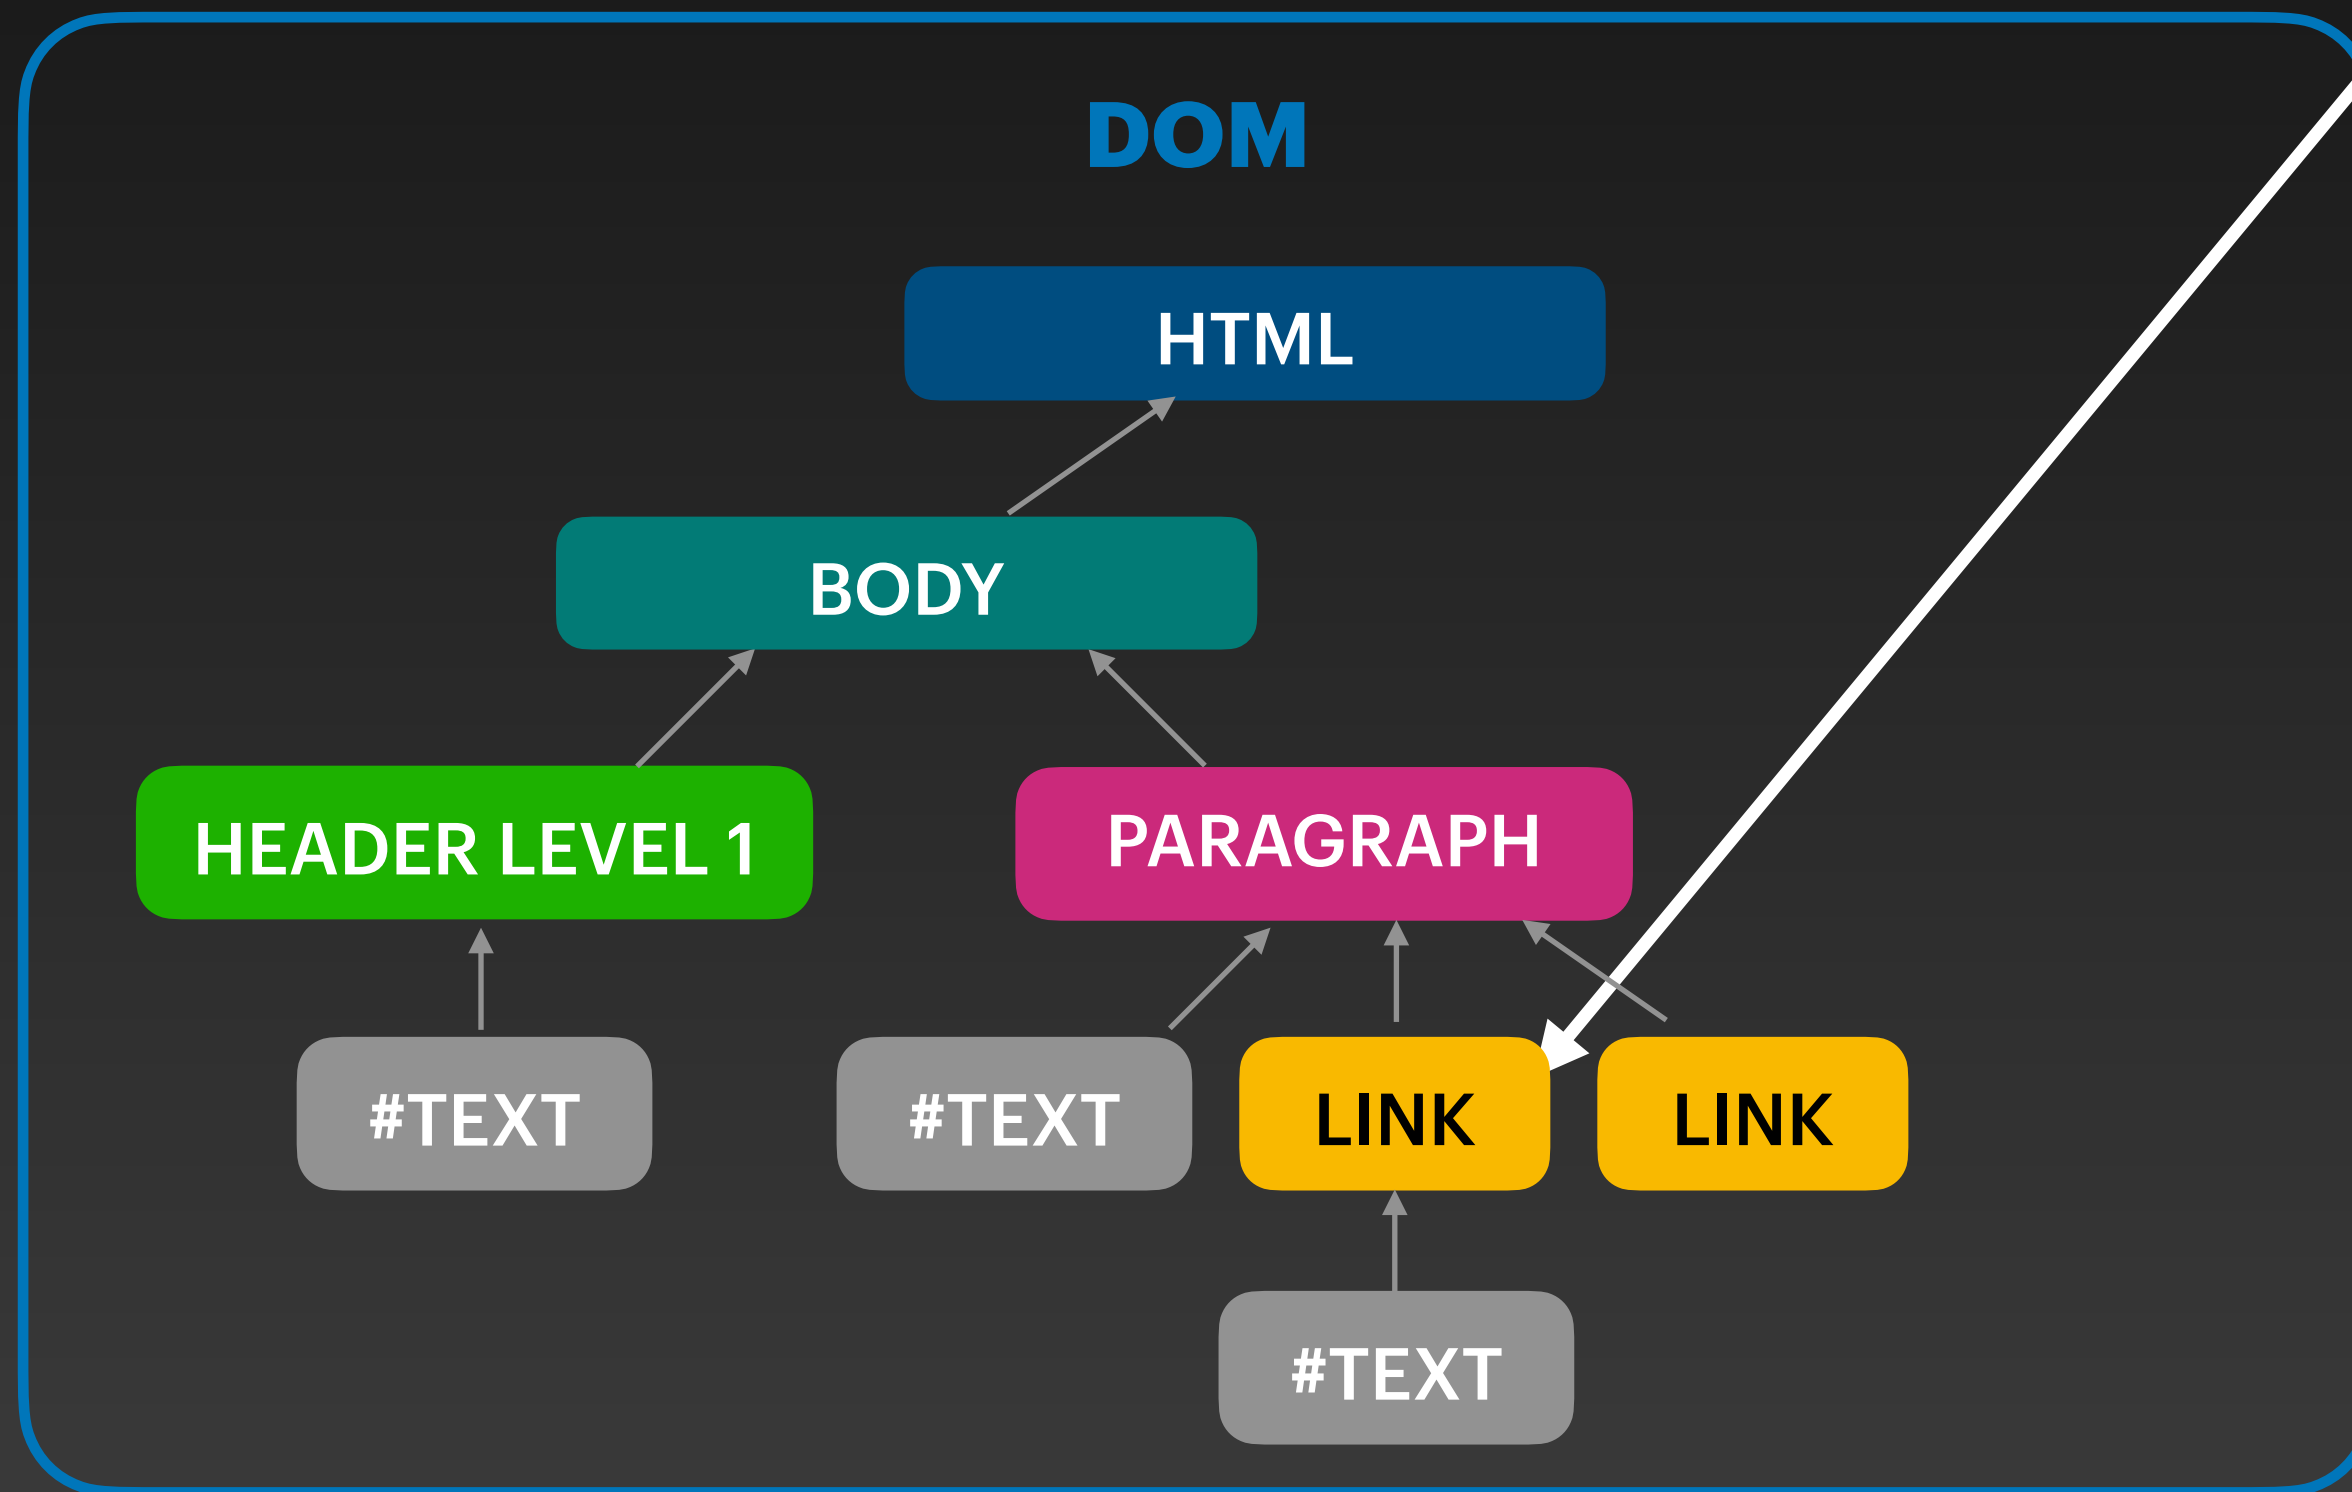 DOM
HTML
BODY
HEADER LEVEL 1
PARAGRAPH
#TEXT
#TEXT
LINK
LINK
#TEXT